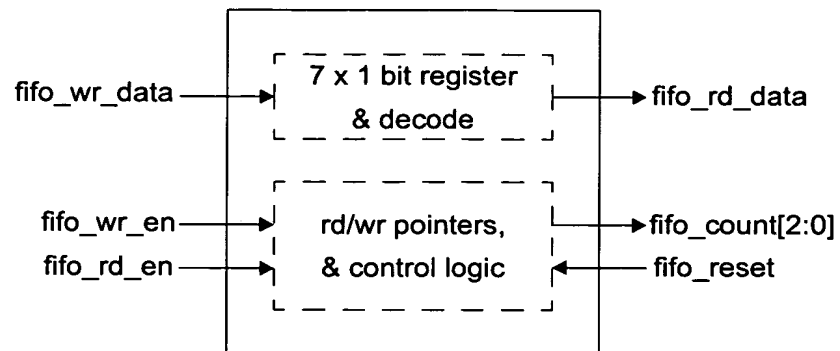 7 x 1 bit register
& decode
fifo_wr_data
fifo_rd_data
fifo_wr_en
fifo_rd_en
rd/wr pointers,
& control logic
fifo_count[2:0]
fifo_reset